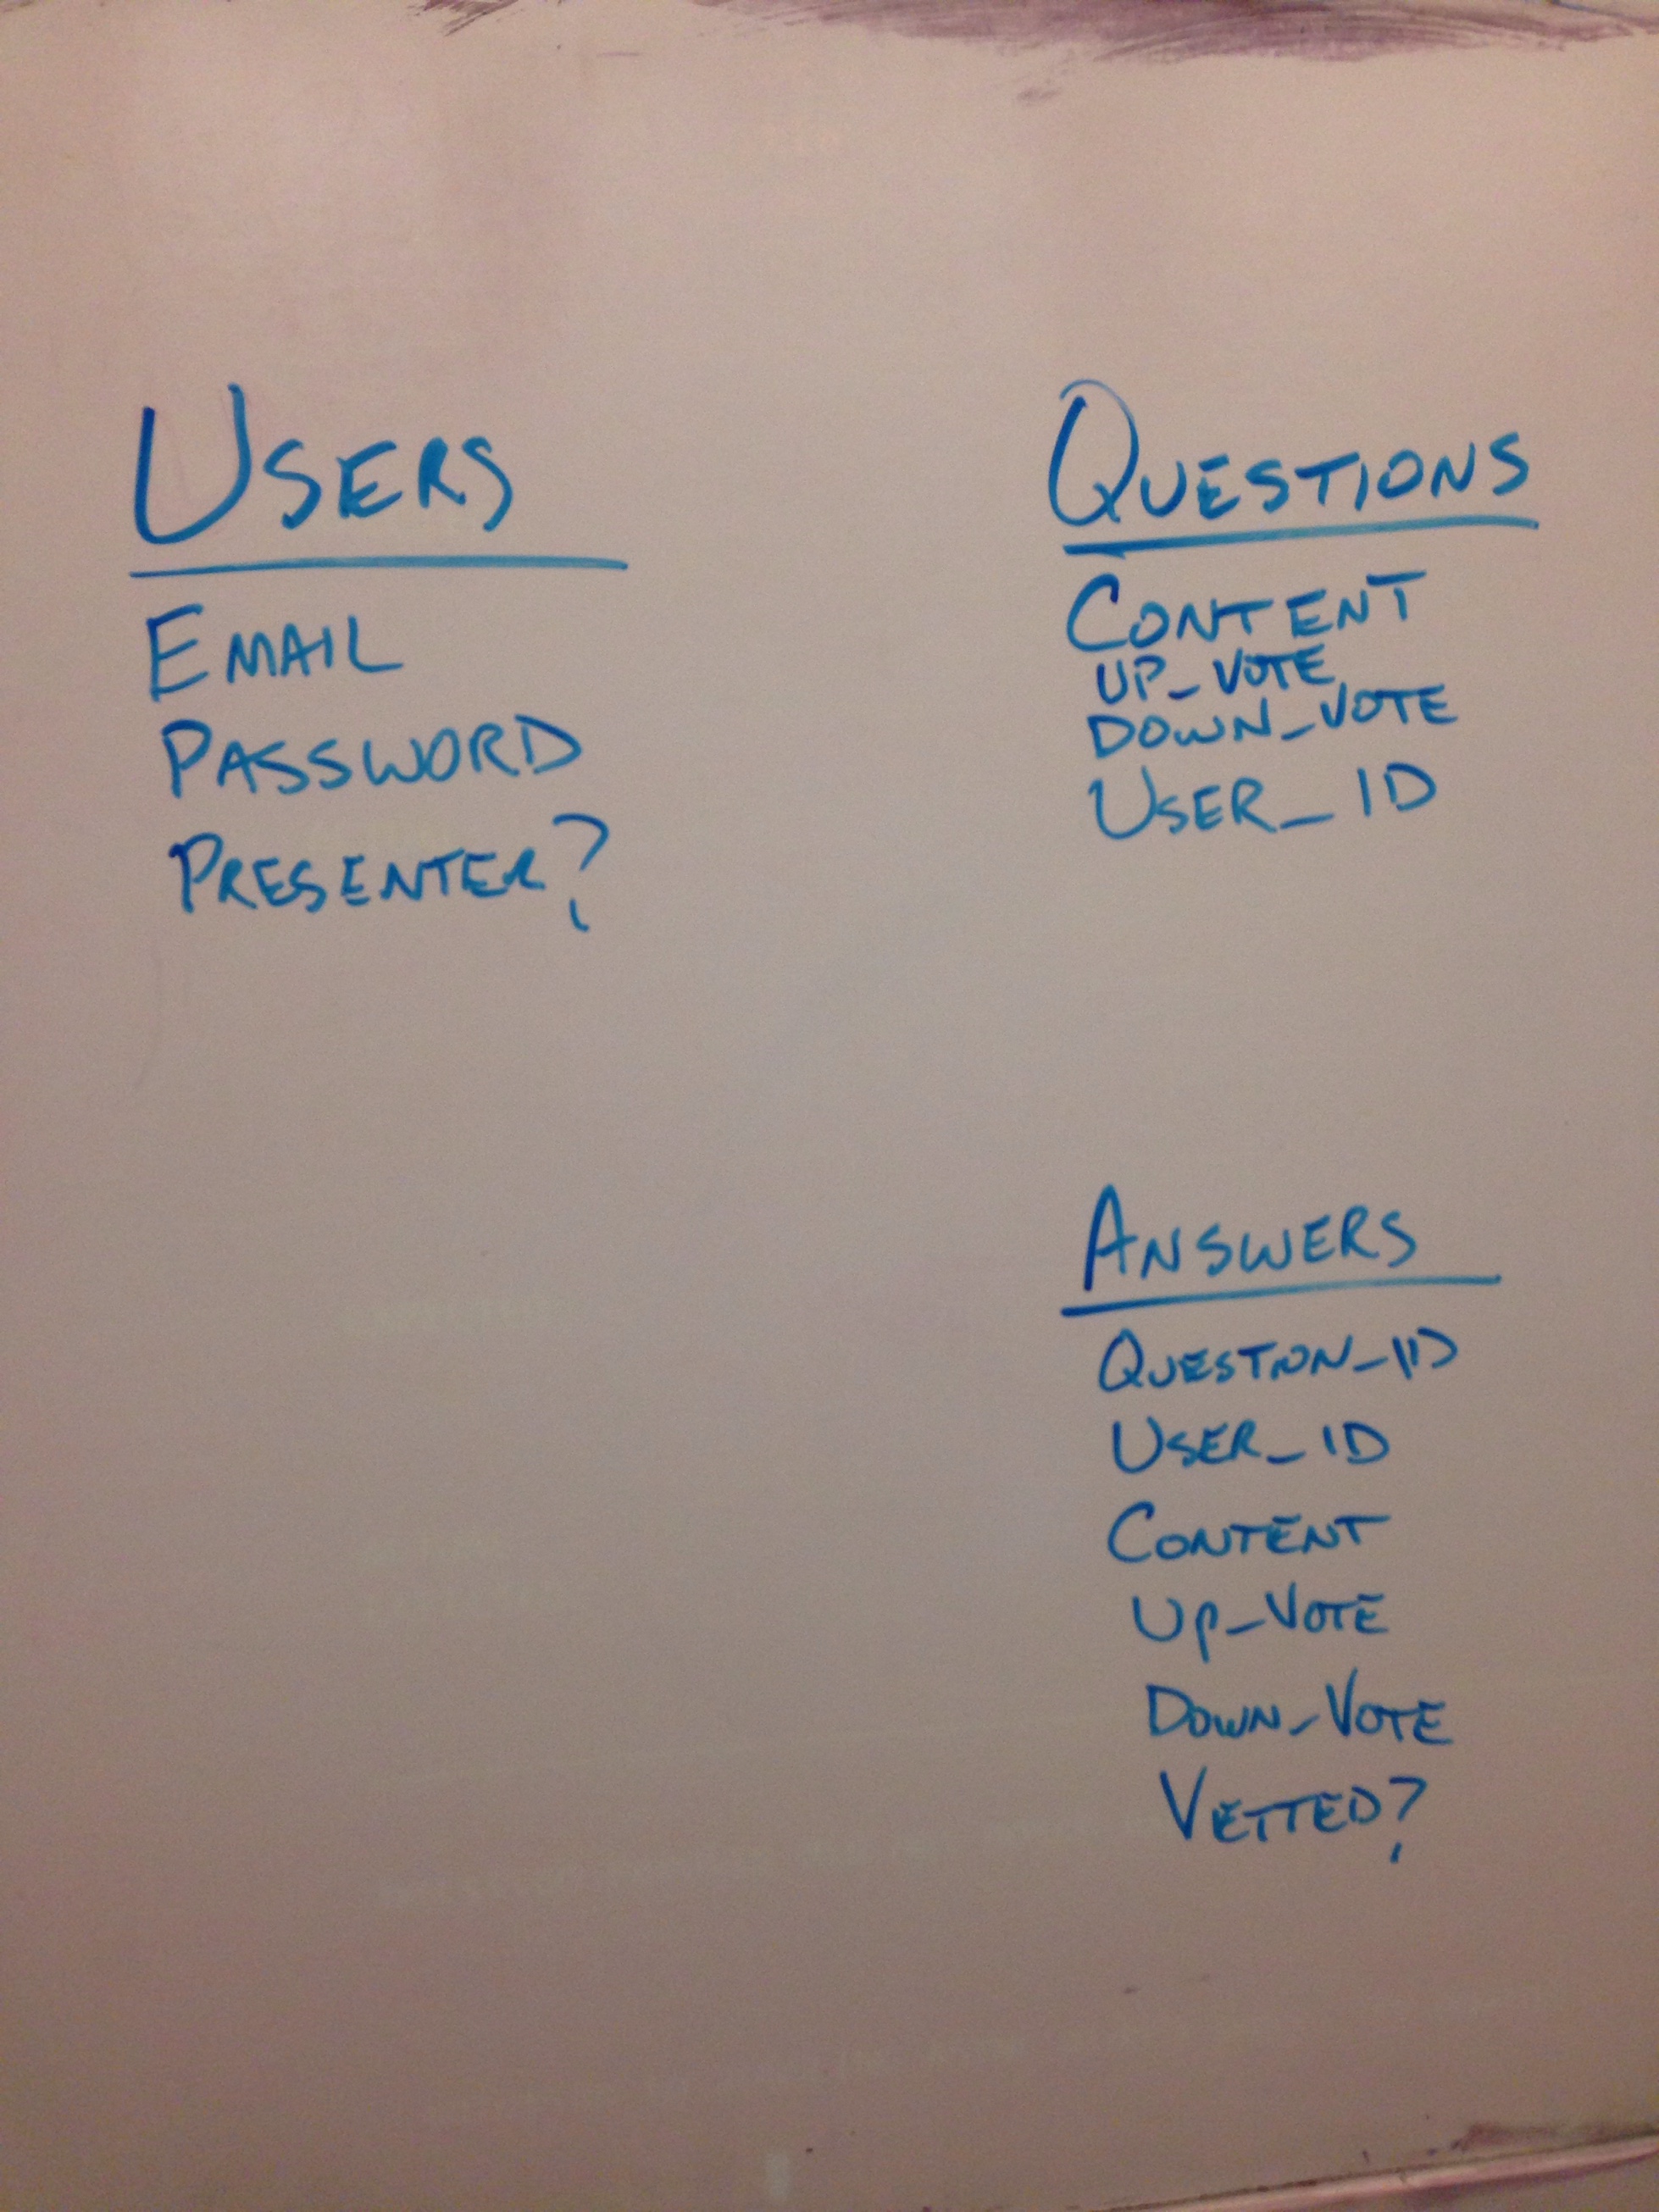 USERS
EMAIL
PASSWORD
PRESENTER?
QUESTIONS
CONTENT
UP_VOTE
DOWN_VOTE
USER_ID
ANSWERS
QUESTION_ID
USER_ID
CONTENT
UP_VOTE
DOWN_VOTE
VETTED?